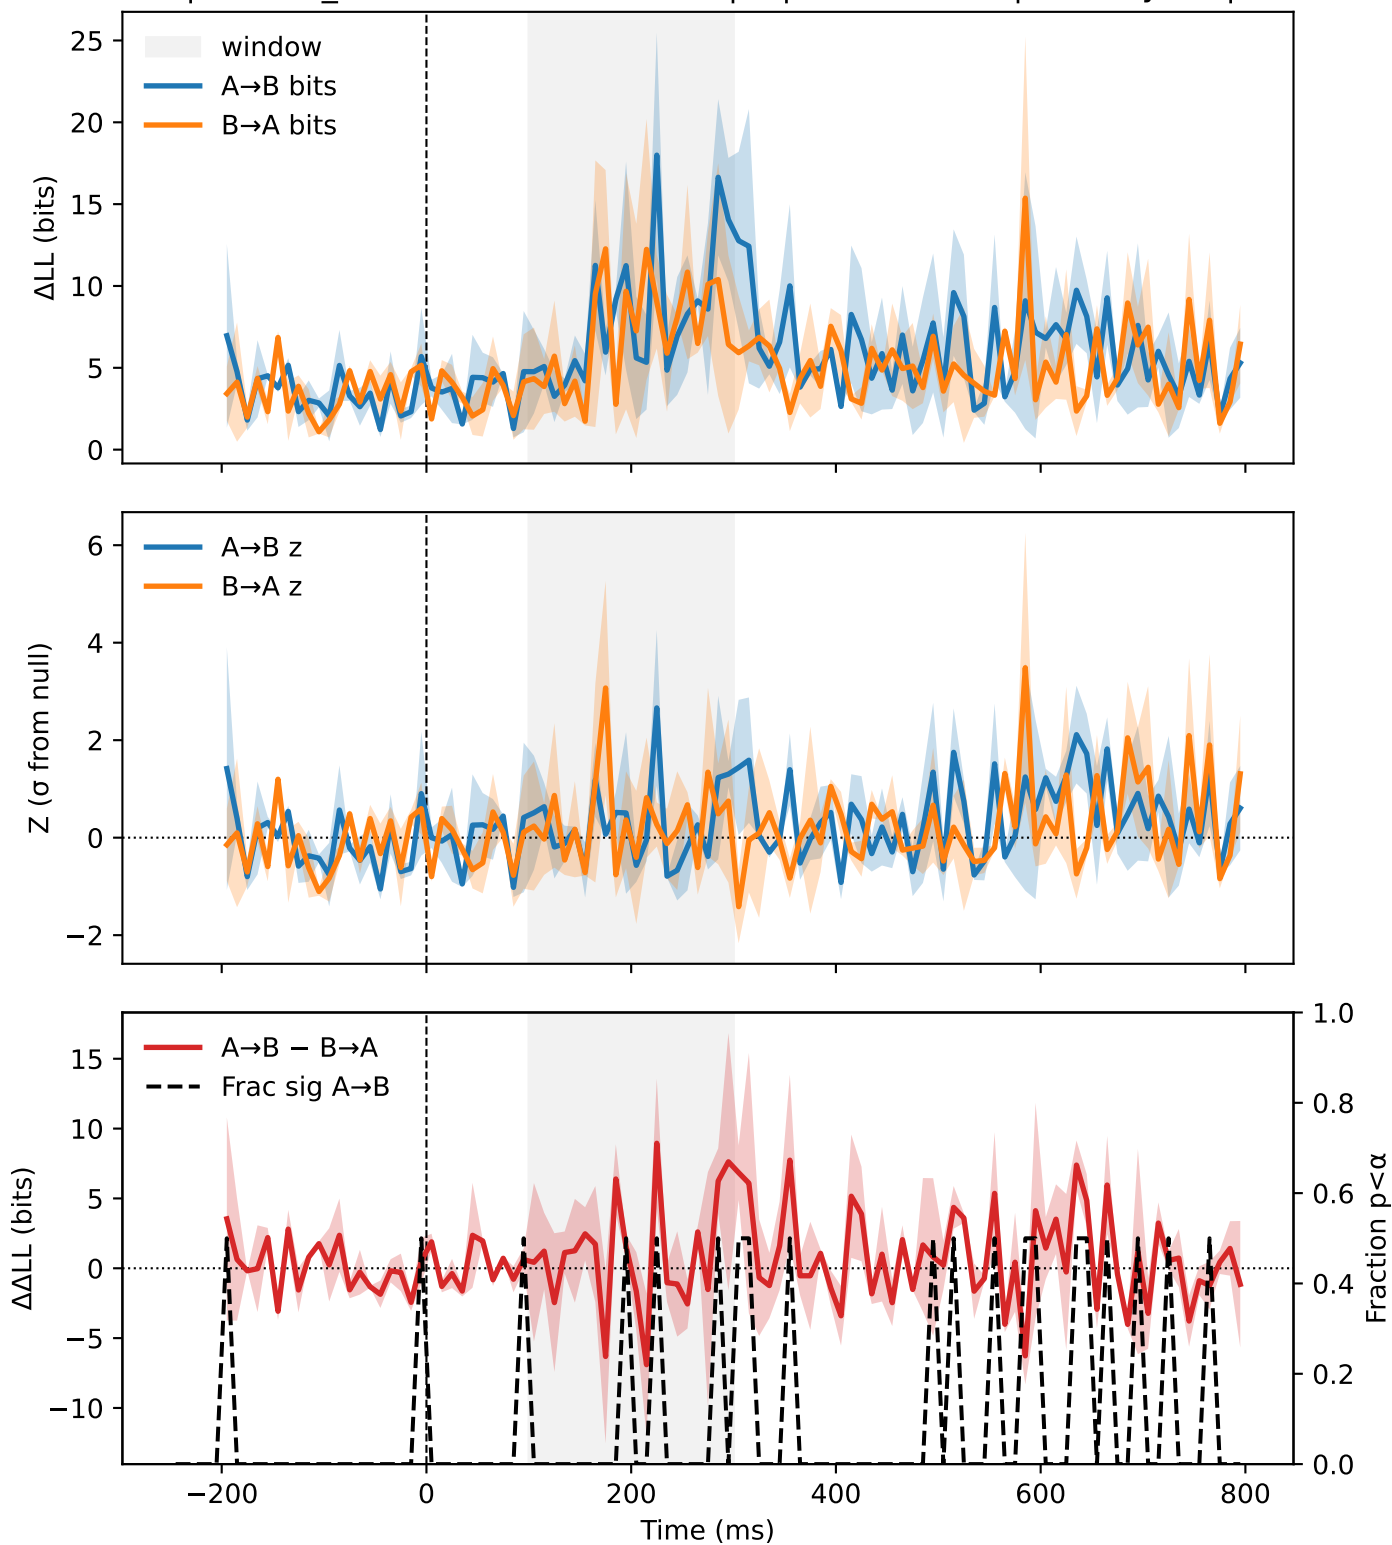 window
A→B bits
B→A bits
ΔLL (bits)
25
20
15
10
5
0
A→B z
B→A z
Z (σ from null)
6
4
2
0
−2
A→B − B→A
Frac sig A→B
ΔΔLL (bits)
15
10
5
0
−5
−10
1.0
0.8
0.6
0.4
0.2
0.0
Fraction p<α
−200
0
200
400
600
800
Time (ms)